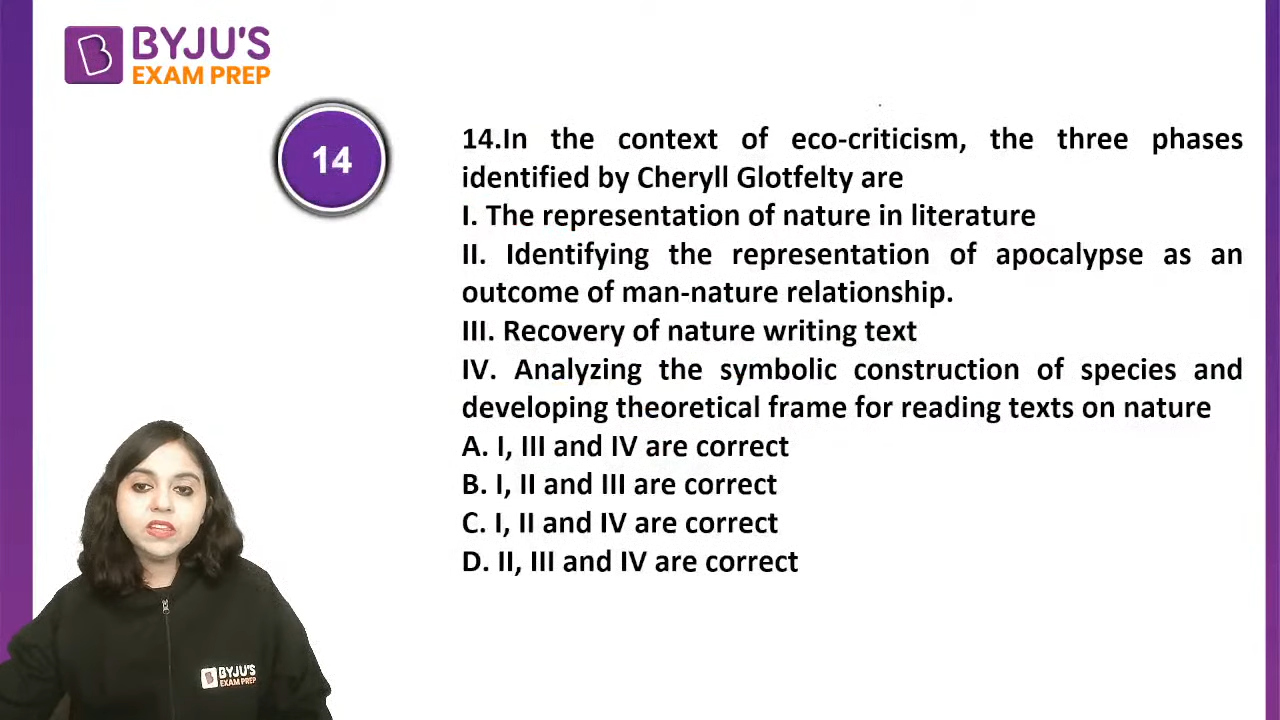 BYJU'S
EXAM PREP
14
14.In the context of eco-criticism, the three phases
identified by Cheryll Glotfelty are
I. The representation of nature in literature
II. Identifying the representation of apocalypse as an
outcome of man-nature relationship.
III. Recovery of nature writing text
IV. Analyzing the symbolic construction of species and
developing theoretical frame for reading texts on nature
A. I, III and IV are correct
B. I, II and III are correct
C. I, II and IV are correct
D. II, III and IV are correct
BYJU'S
EXAM PREP